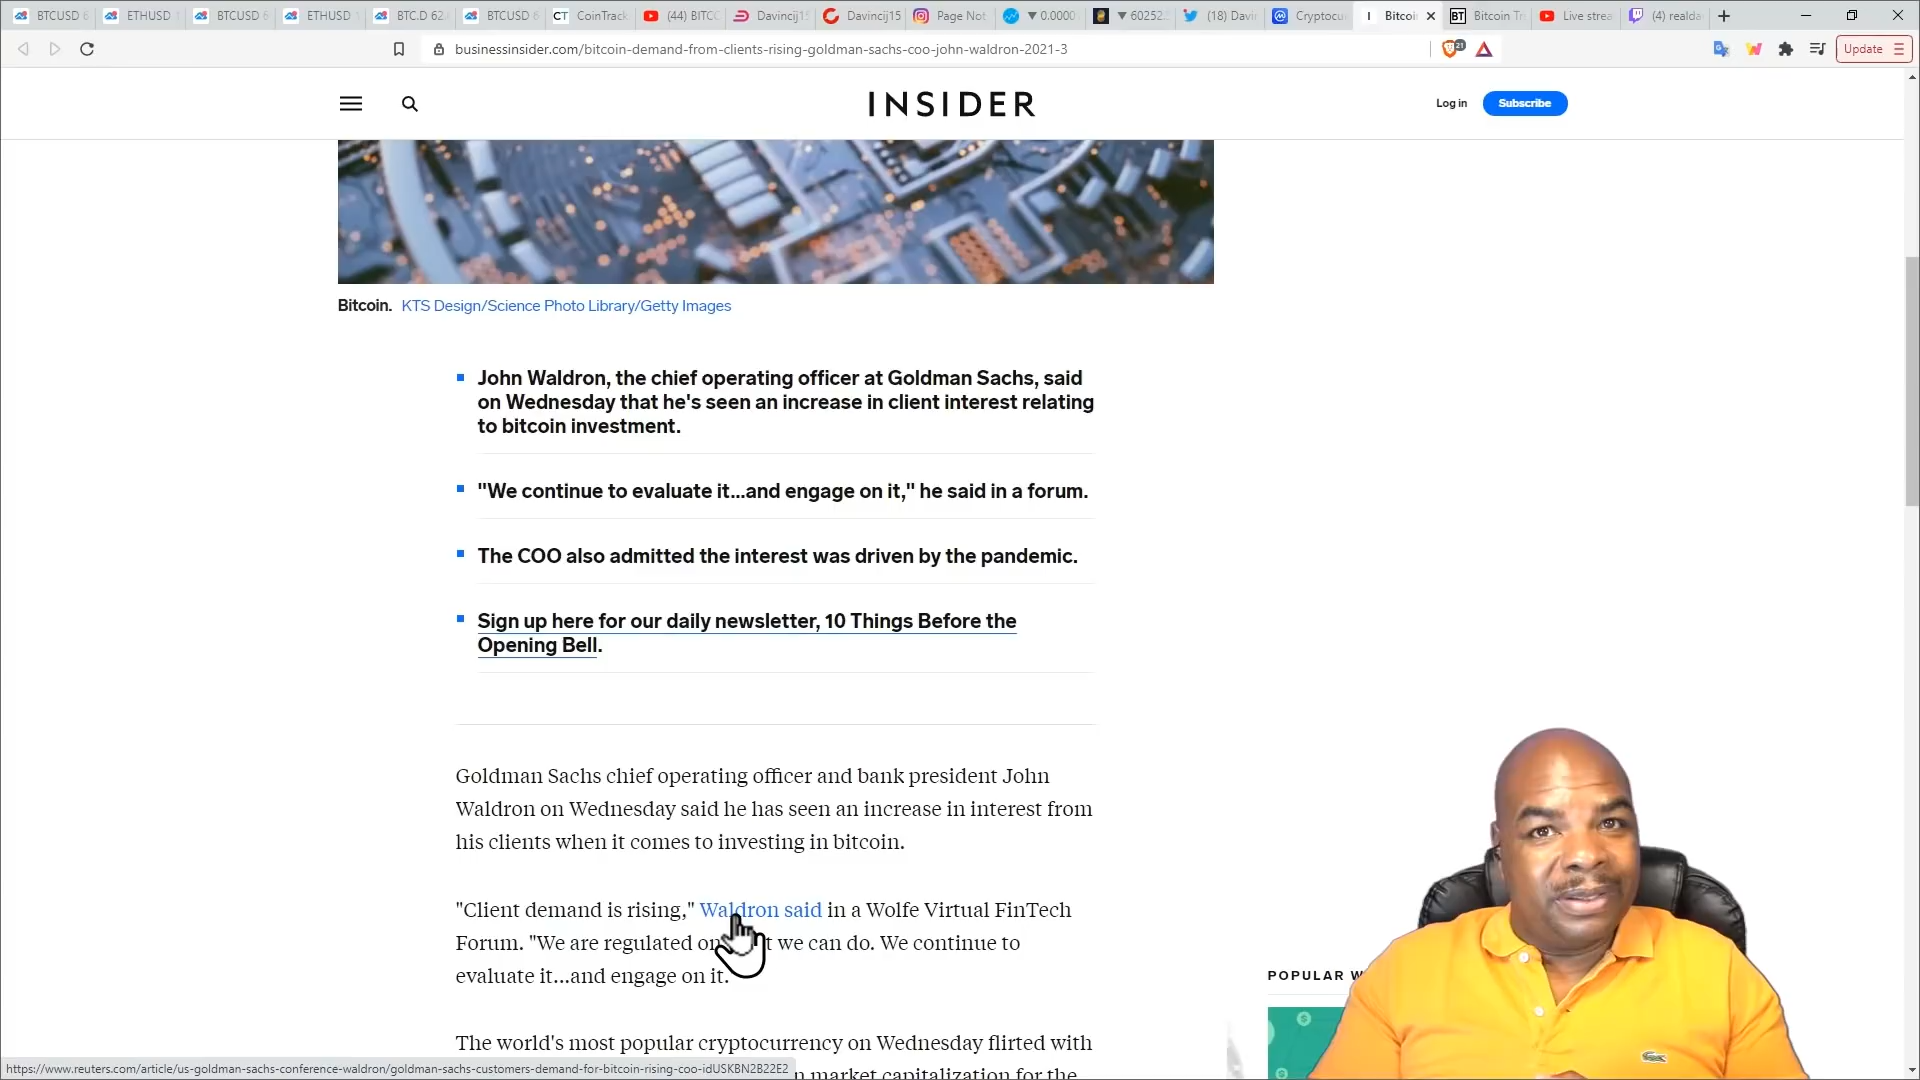 BTCUSD 6
ETHUSD 1
BTCUSD 6
ETHUSD 1
BTC.D 62
BTCUSD 6
CT CoinTrack
(44) BITC
Davincij15
Davincij15
Page Not
▼ 0.0000
▼ 60252
(18) Davi
Cryptocu
Bitcoi
BT Bitcoin Tr
Live strea
(4) realda
businessinsider.com/bitcoin-demand-from-clients-rising-goldman-sachs-coo-john-waldron-2021-3
21
Update
INSIDER
Log in
Subscribe
Bitcoin. KTS Design/Science Photo Library/Getty Images
John Waldron, the chief operating officer at Goldman Sachs, said
on Wednesday that he's seen an increase in client interest relating
to bitcoin investment.
"We continue to evaluate it...and engage on it," he said in a forum.
The COO also admitted the interest was driven by the pandemic.
Sign up here for our daily newsletter, 10 Things Before the
Opening Bell.
Goldman Sachs chief operating officer and bank president John
Waldron on Wednesday said he has seen an increase in interest from
his clients when it comes to investing in bitcoin.
"Client demand is rising," Waldron said in a Wolfe Virtual FinTech
Forum. "We are regulated on we can do. We continue to
evaluate it...and engage on it.
POPULAR W
The world's most popular cryptocurrency on Wednesday flirted with
https://www.reuters.com/article/us-goldman-sachs-conference-waldron/goldman-sachs-customers-demand-for-bitcoin-rising-coo-idUSKBN2B22E2
market capitalization for the